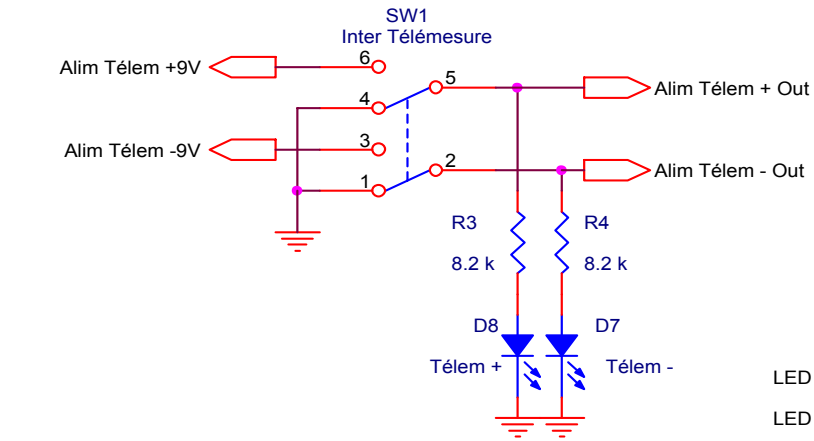 SW1
Inter Télémesure
Alim Télem +9V
6
5
Alim Télem + Out
4
Alim Télem -9V
3
2
Alim Télem - Out
1
R3
R4
8.2 k
8.2 k
D8
D7
Télem +
Télem -
LED
LED